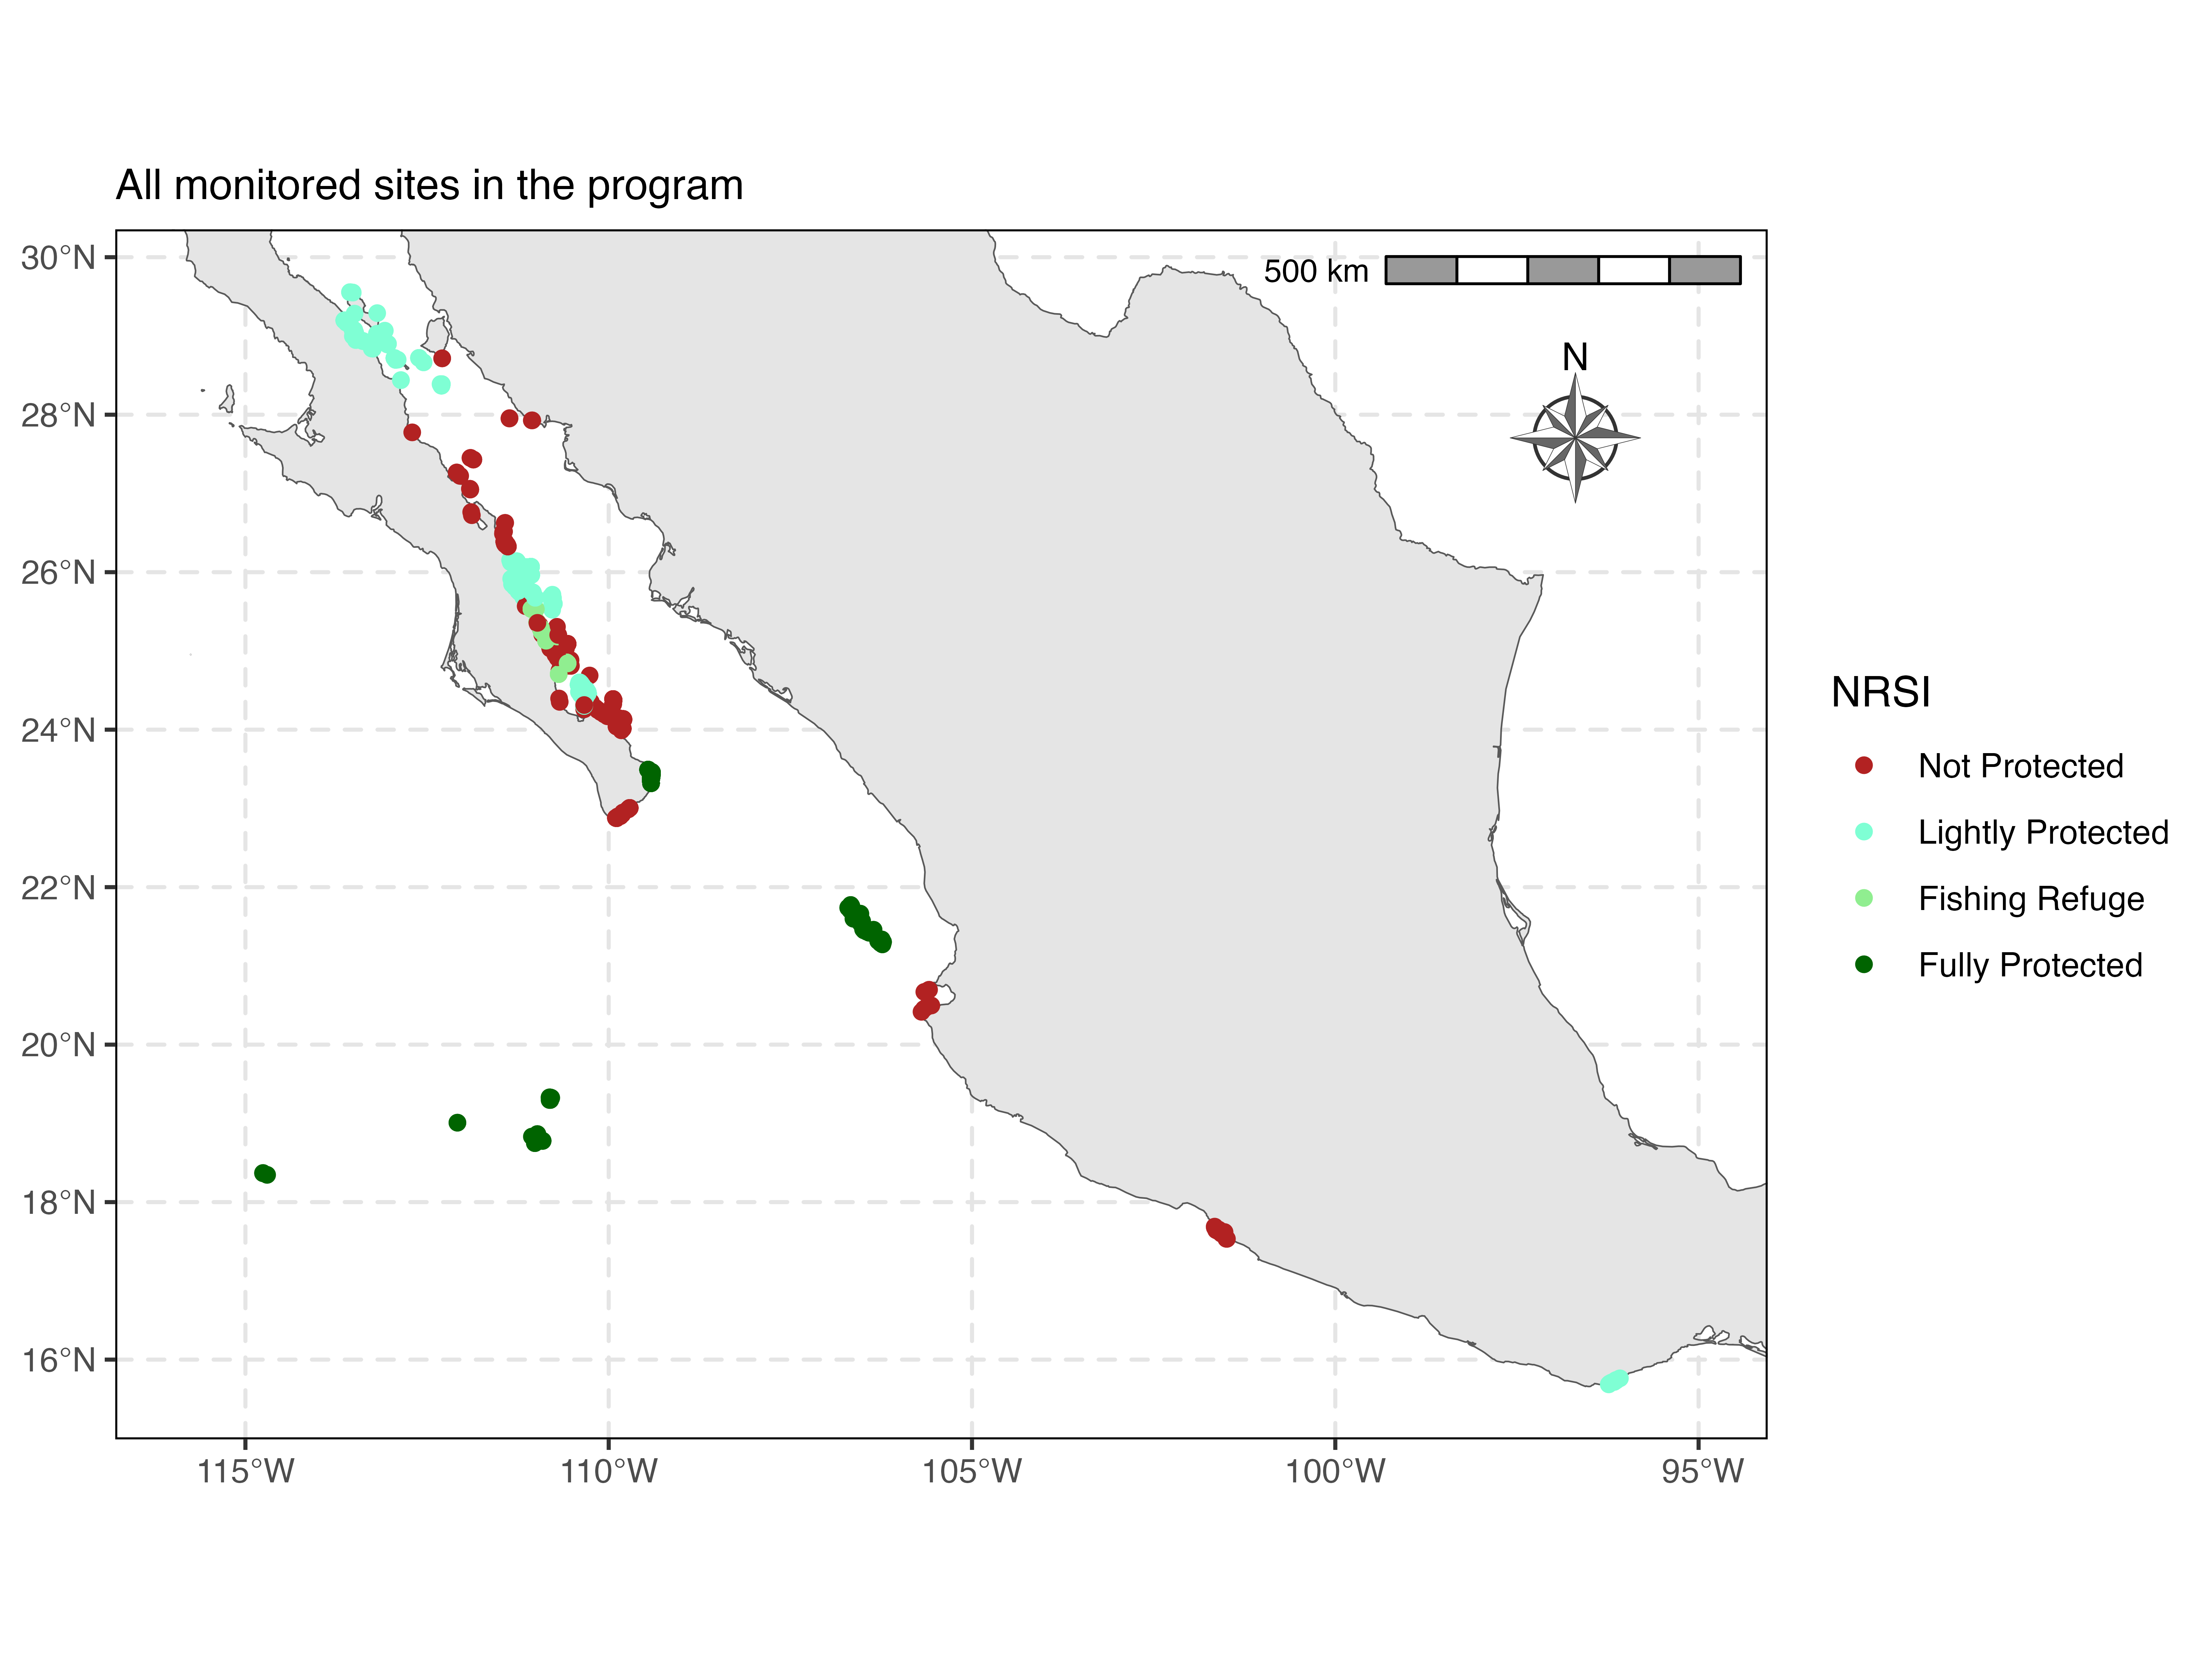 All monitored sites in the program
30°N
28°N
26°N
24°N
22°N
20°N
18°N
16°N
500 km
N
115°W
110°W
105°W
100°W
95°W
NRSI
Not Protected
Lightly Protected
Fishing Refuge
Fully Protected